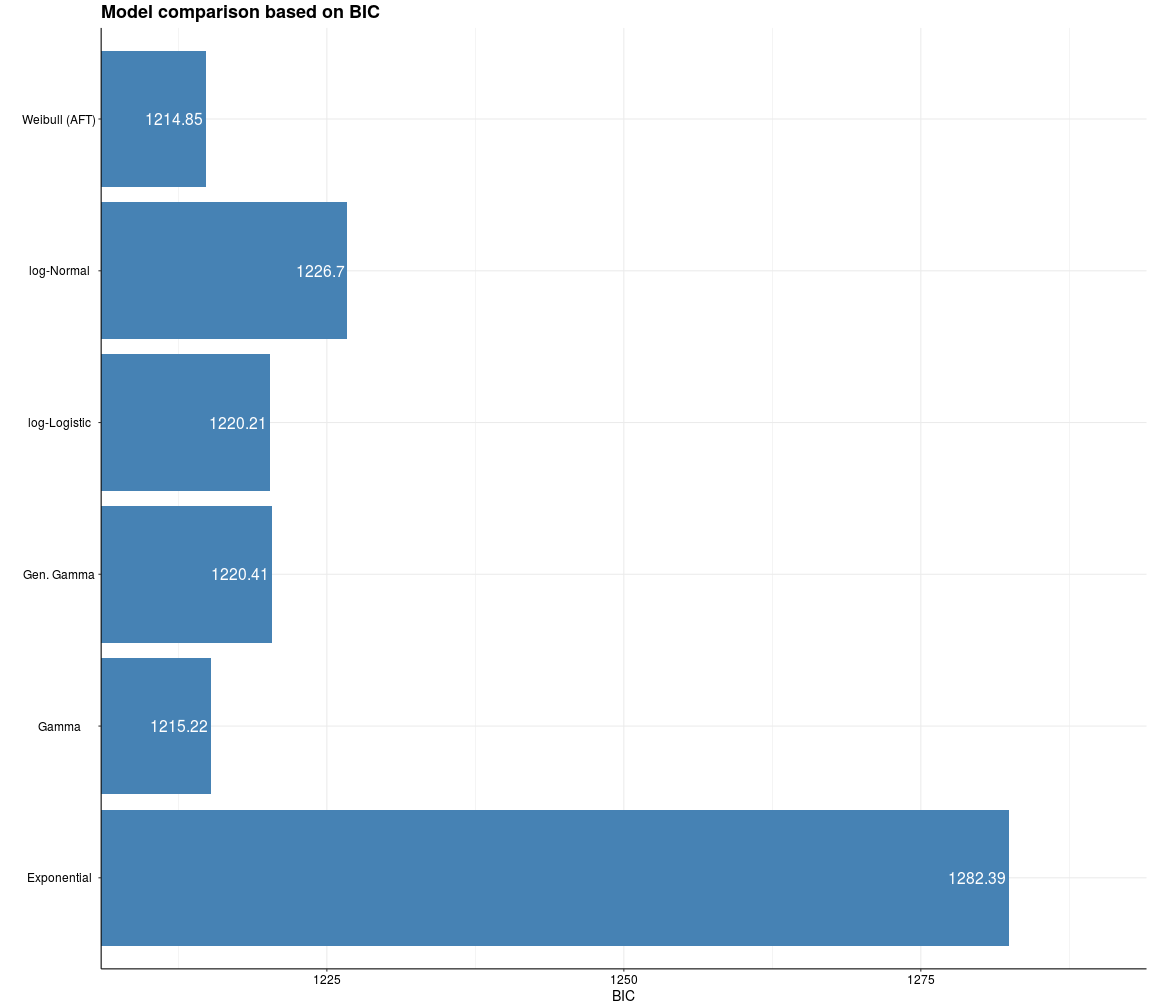 Model comparison based on BIC
Weibull (AFT)
1214.85
log-Normal
1226.7
log-Logistic
1220.21
Gen. Gamma
1220.41
Gamma
1215.22
Exponential
1282.39
1225
1250
1275
BIC